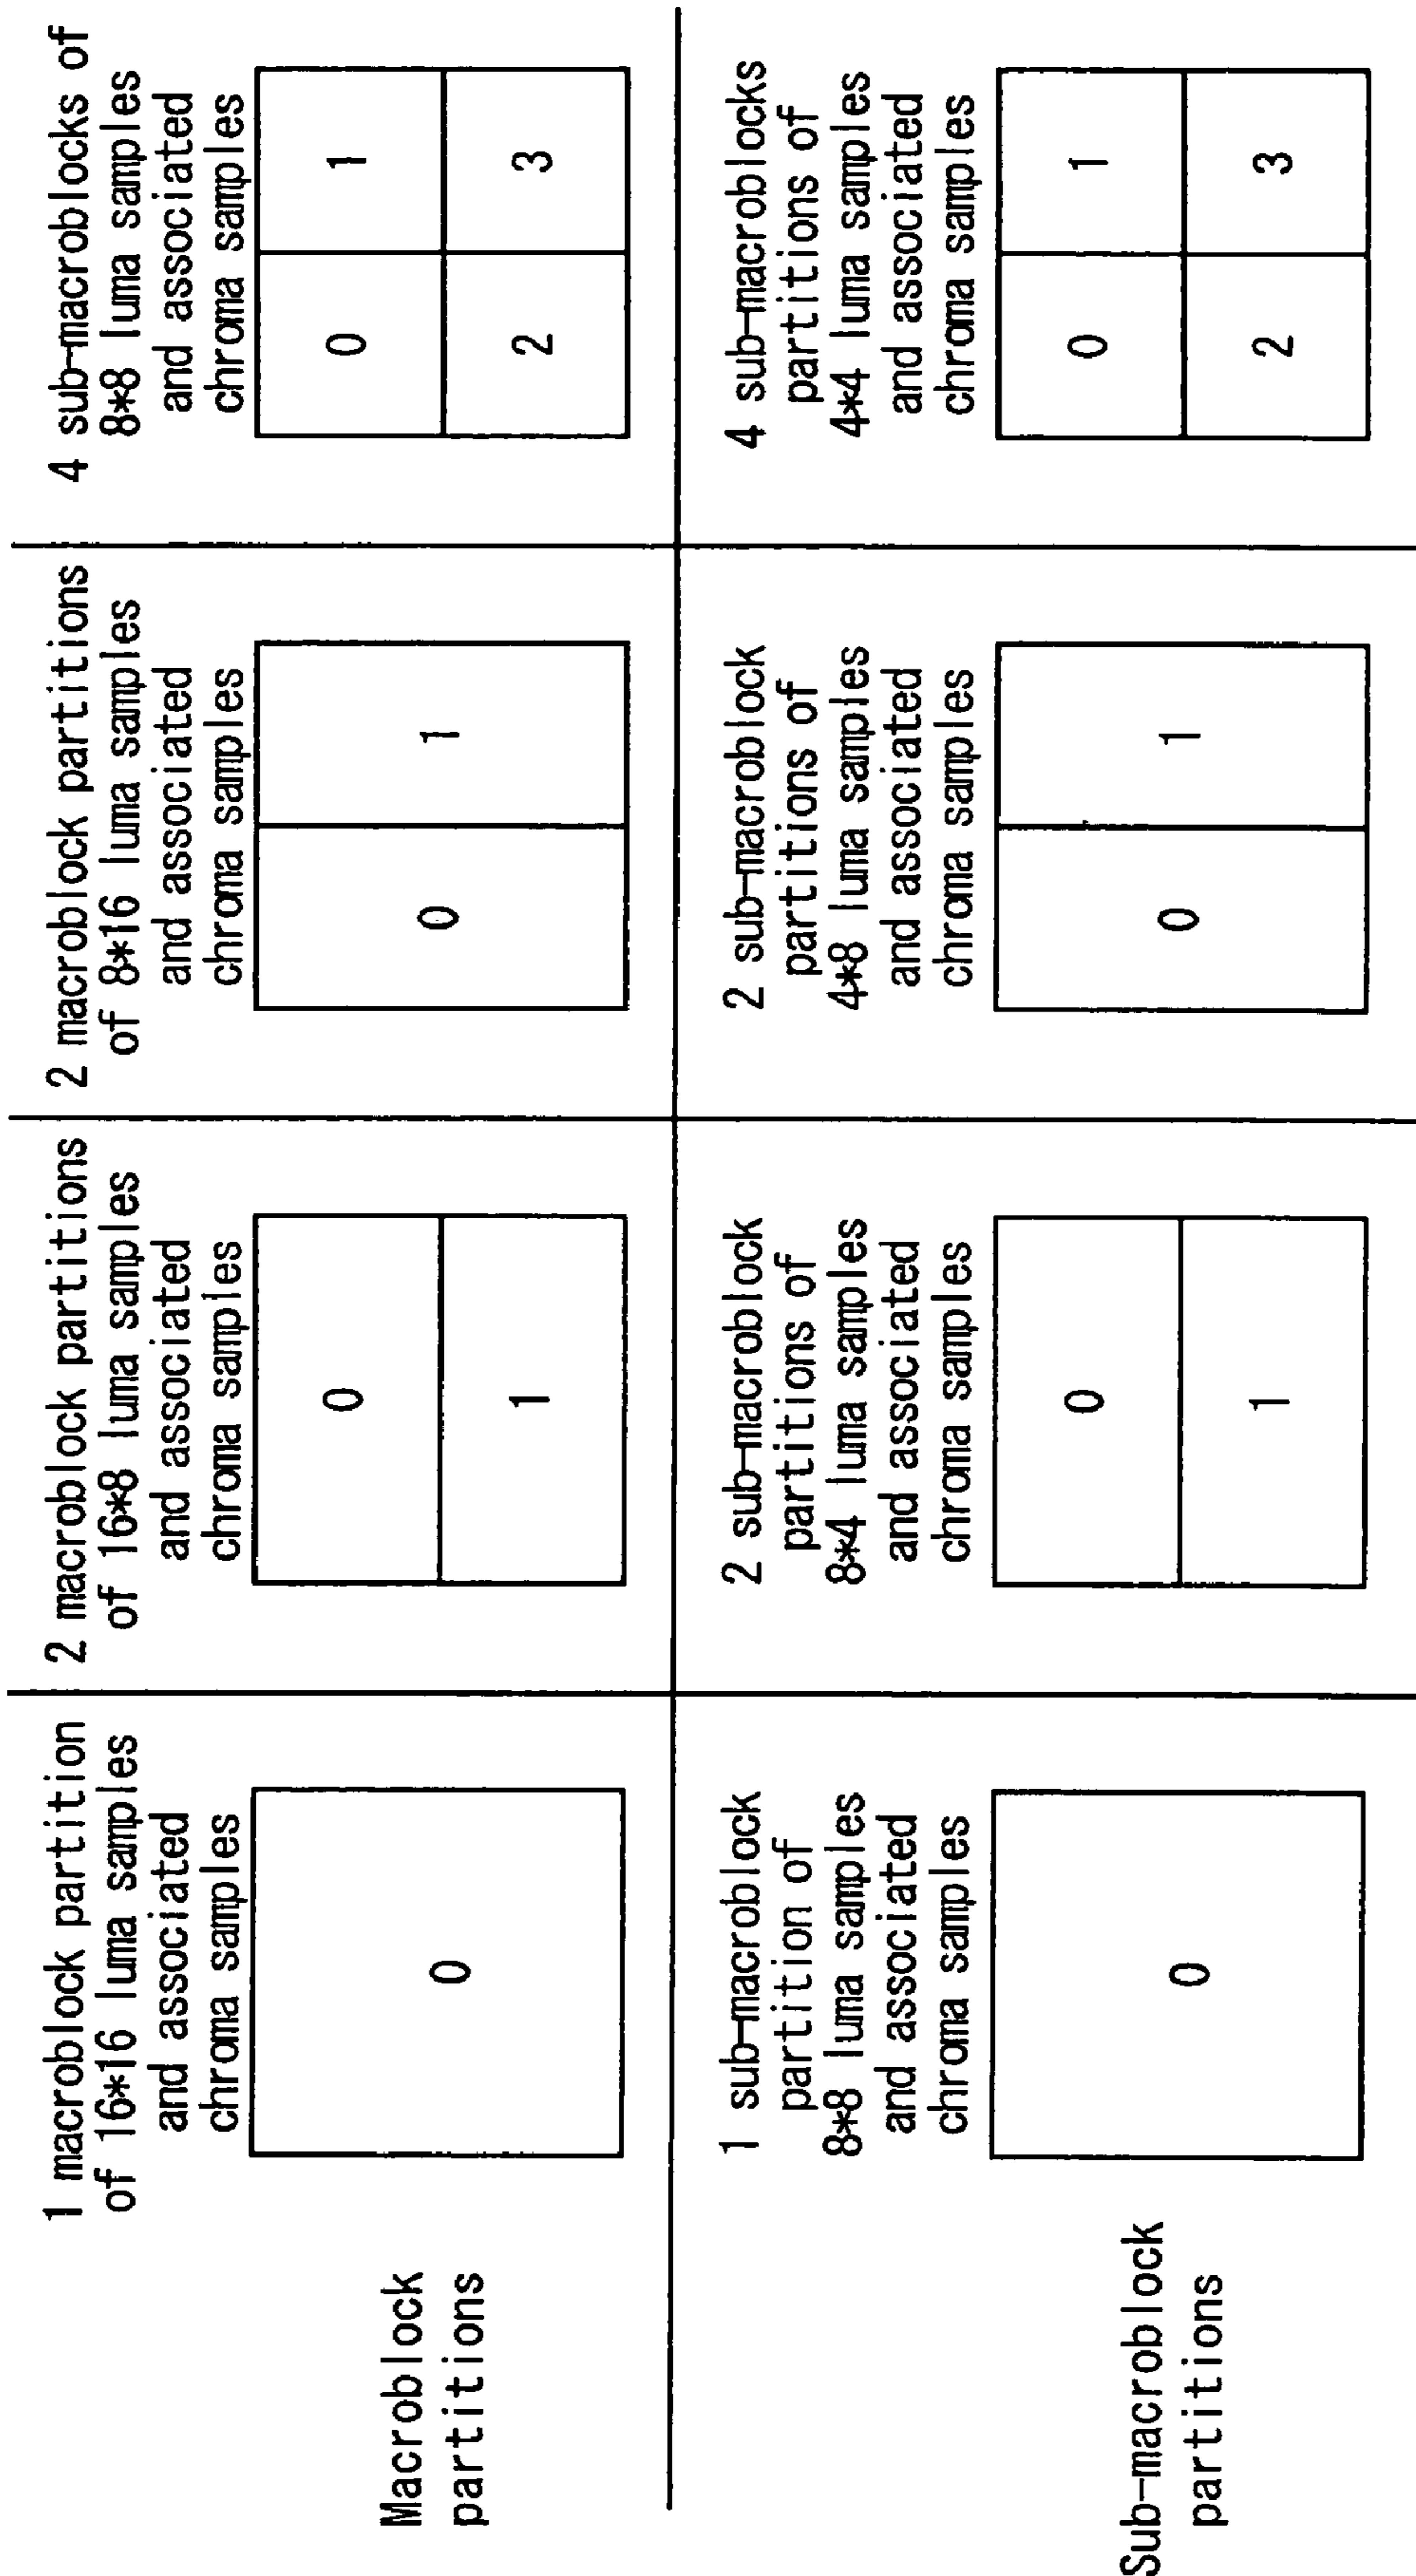 Macroblock
partitions
1 macroblock partition
of 16*16 luma samples
and associated
chroma samples
0
2 macroblock partitions
of 16*8 luma samples
and associated
chroma samples
0
1
2 macroblock partitions
of 8*16 luma samples
and associated
chroma samples
0
1
4 sub-macroblocks of
8*8 luma samples
and associated
chroma samples
0
1
2
3
Sub-macroblock
partitions
1 sub-macroblock
partition of
8*8 luma samples
and associated
chroma samples
0
2 sub-macroblock
partitions of
8*4 luma samples
and associated
chroma samples
0
1
2 sub-macroblock
partitions of
4*8 luma samples
and associated
chroma samples
0
1
4 sub-macroblocks
partitions of
4*4 luma samples
and associated
chroma samples
0
1
2
3